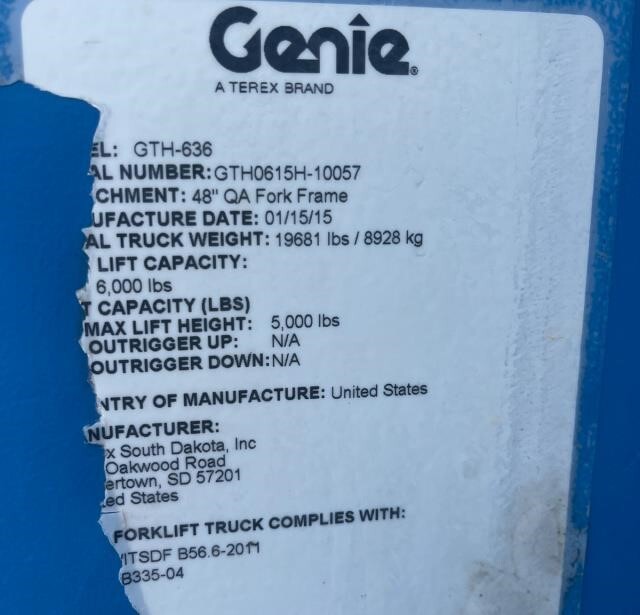 Genie®
A TEREX BRAND
EL: GTH-636
AL NUMBER: GTH0615H-10057
CHMENT: 48" QA Fork Frame
UFACTURE DATE: 01/15/15
AL TRUCK WEIGHT: 19681 lbs / 8928 kg
LIFT CAPACITY:
6,000 lbs
T CAPACITY (LBS)
MAX LIFT HEIGHT: 5,000 lbs
OUTRIGGER UP: N/A
OUTRIGGER DOWN: N/A
NTRY OF MANUFACTURE: United States
NUFACTURER:
x South Dakota, Inc
Oakwood Road
ertown, SD 57201
ed States
FORKLIFT TRUCK COMPLIES WITH:
/ITSDF B56.6-2011
B335-04